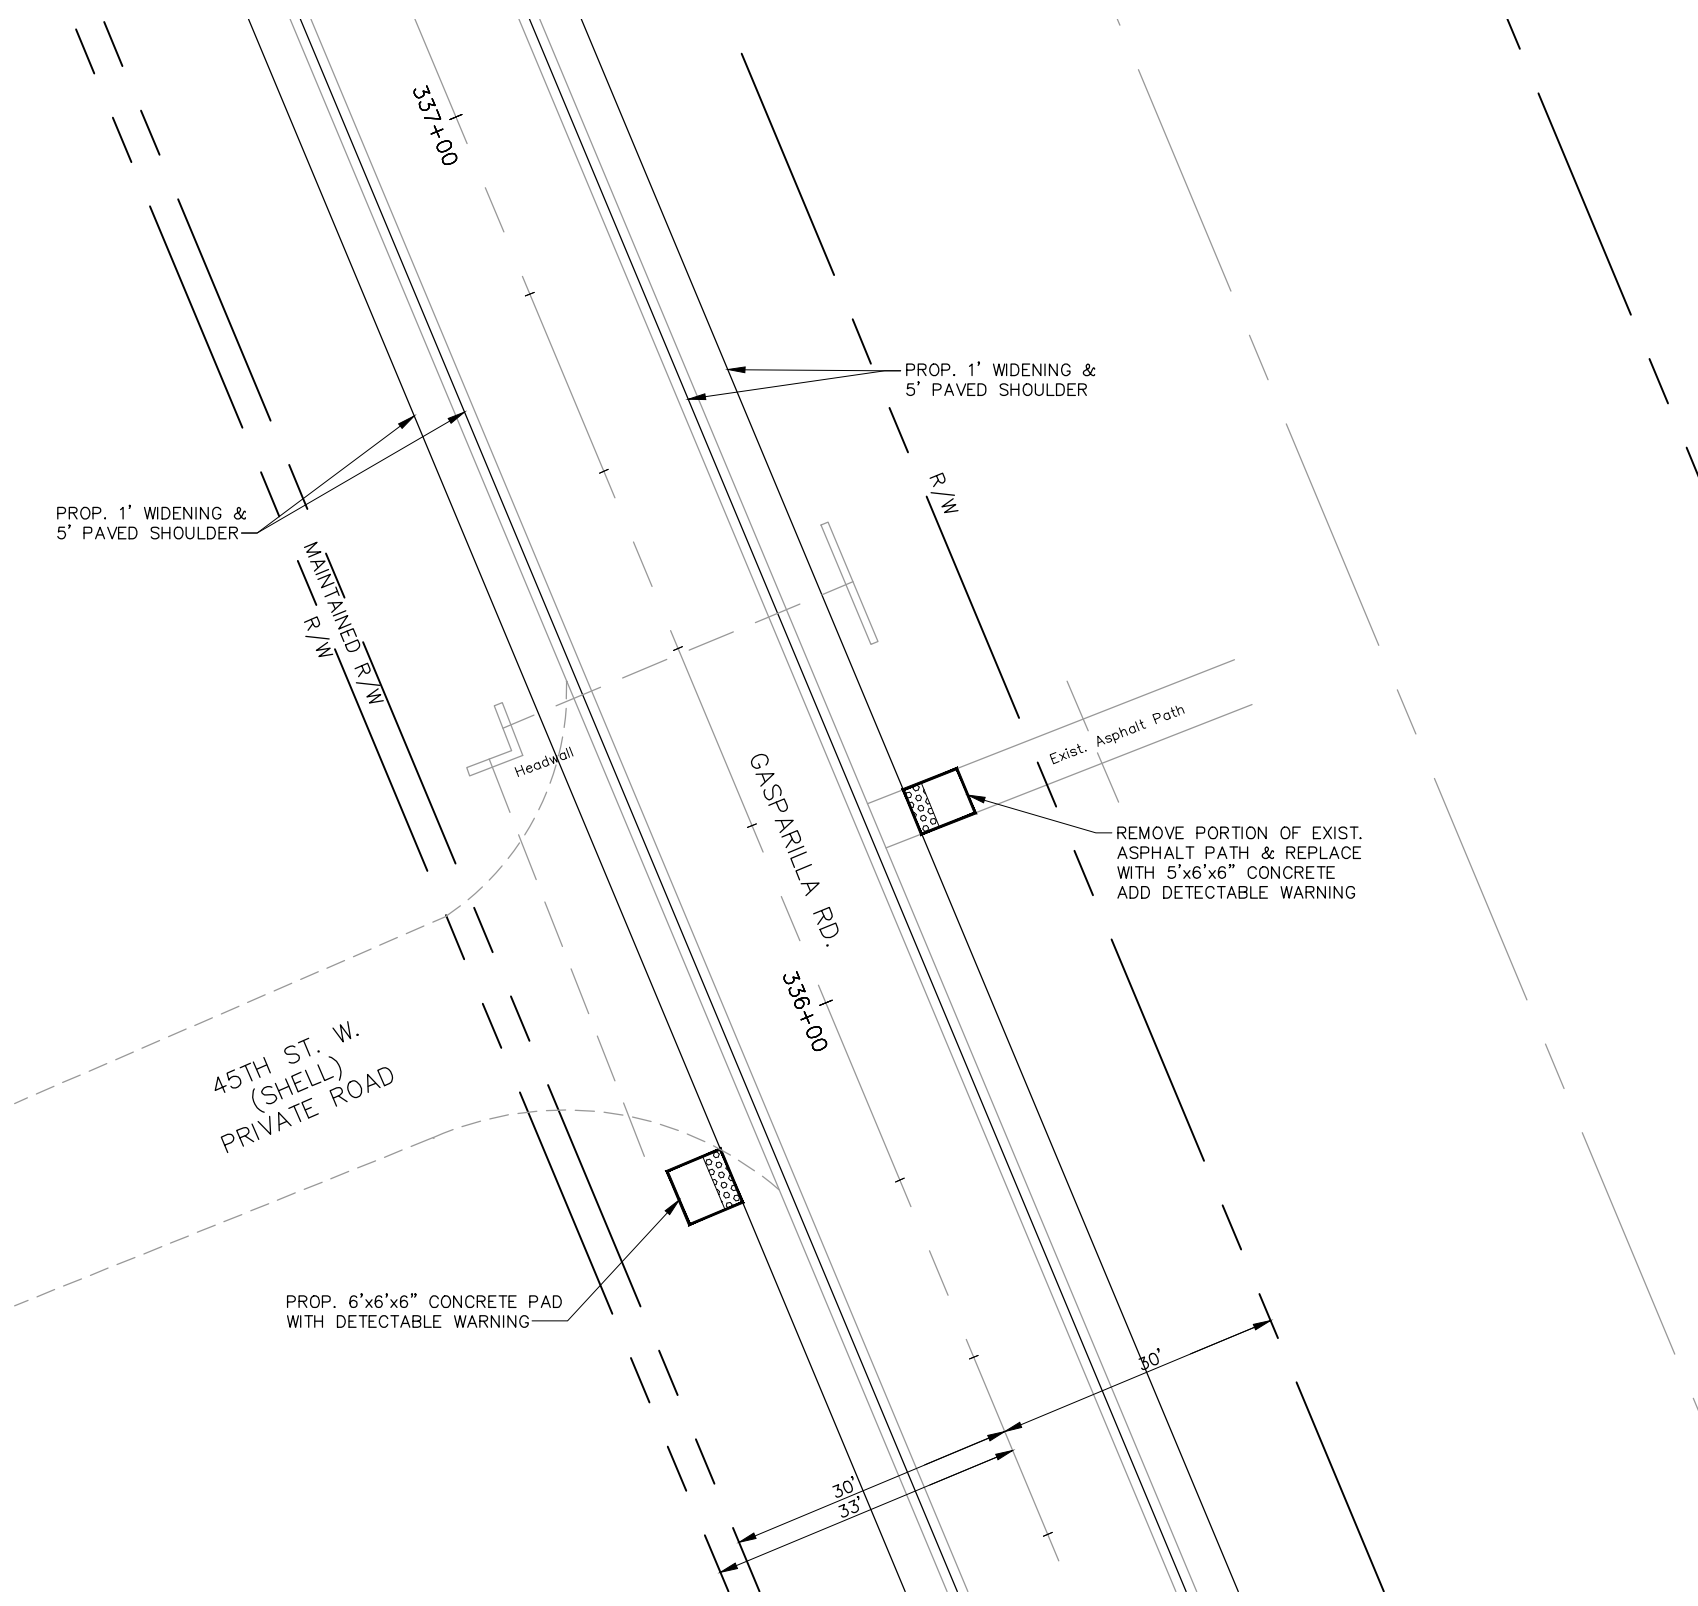 337+00
PROP. 1' WIDENING &
5' PAVED SHOULDER
R/W
PROP. 1' WIDENING &
5' PAVED SHOULDER
MAINTAINED R/W
R/W
Headwall
Exist. Asphalt Path
GASPARILLA RD.
REMOVE PORTION OF EXIST.
ASPHALT PATH & REPLACE
WITH 5'x6'x6" CONCRETE
ADD DETECTABLE WARNING
336+00
45TH ST. W.
(SHELL)
PRIVATE ROAD
PROP. 6'x6'x6" CONCRETE PAD
WITH DETECTABLE WARNING
30'
30'
33'